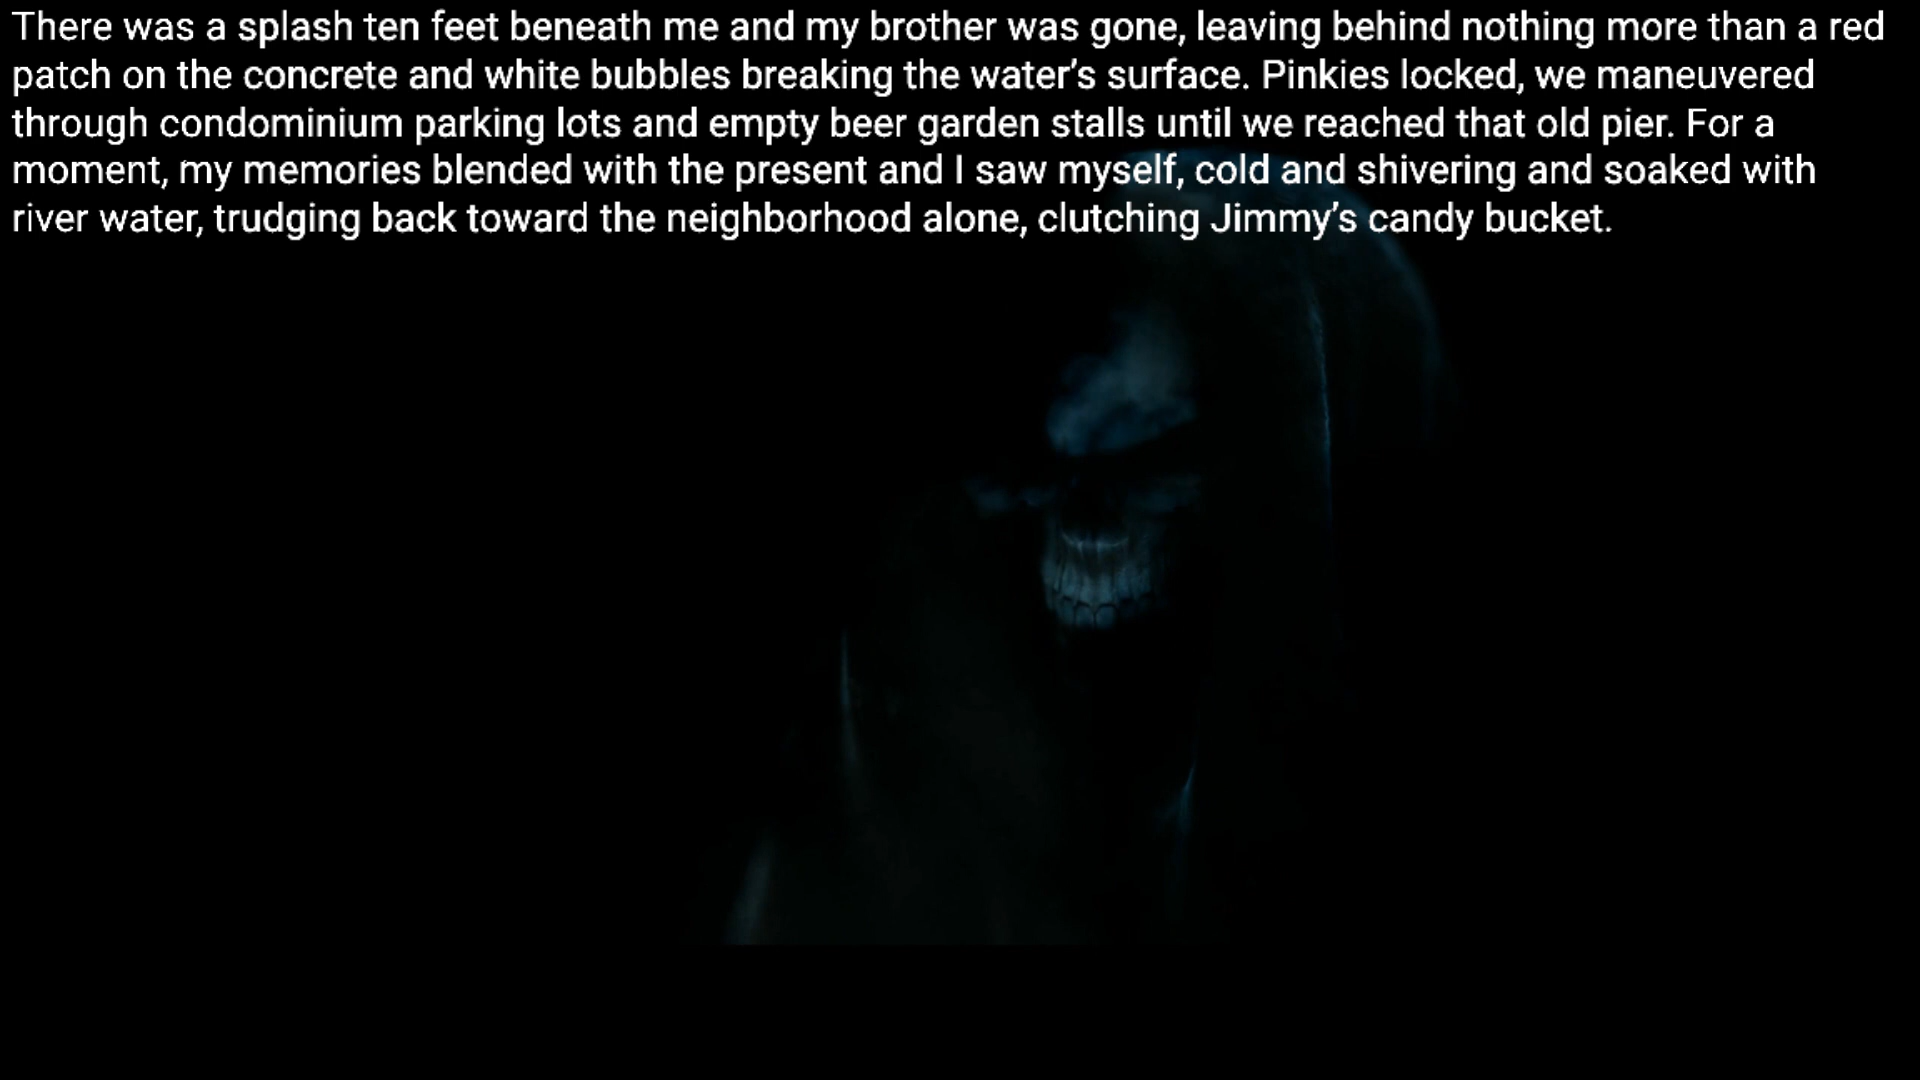 There was a splash ten feet beneath me and my brother was gone, leaving behind nothing more than a red
patch on the concrete and white bubbles breaking the water’s surface. Pinkies locked, we maneuvered
through condominium parking lots and empty beer garden stalls until we reached that old pier. For a
moment, my memories blended with the present and I saw myself, cold and shivering and soaked with
river water, trudging back toward the neighborhood alone, clutching Jimmy’s candy bucket.